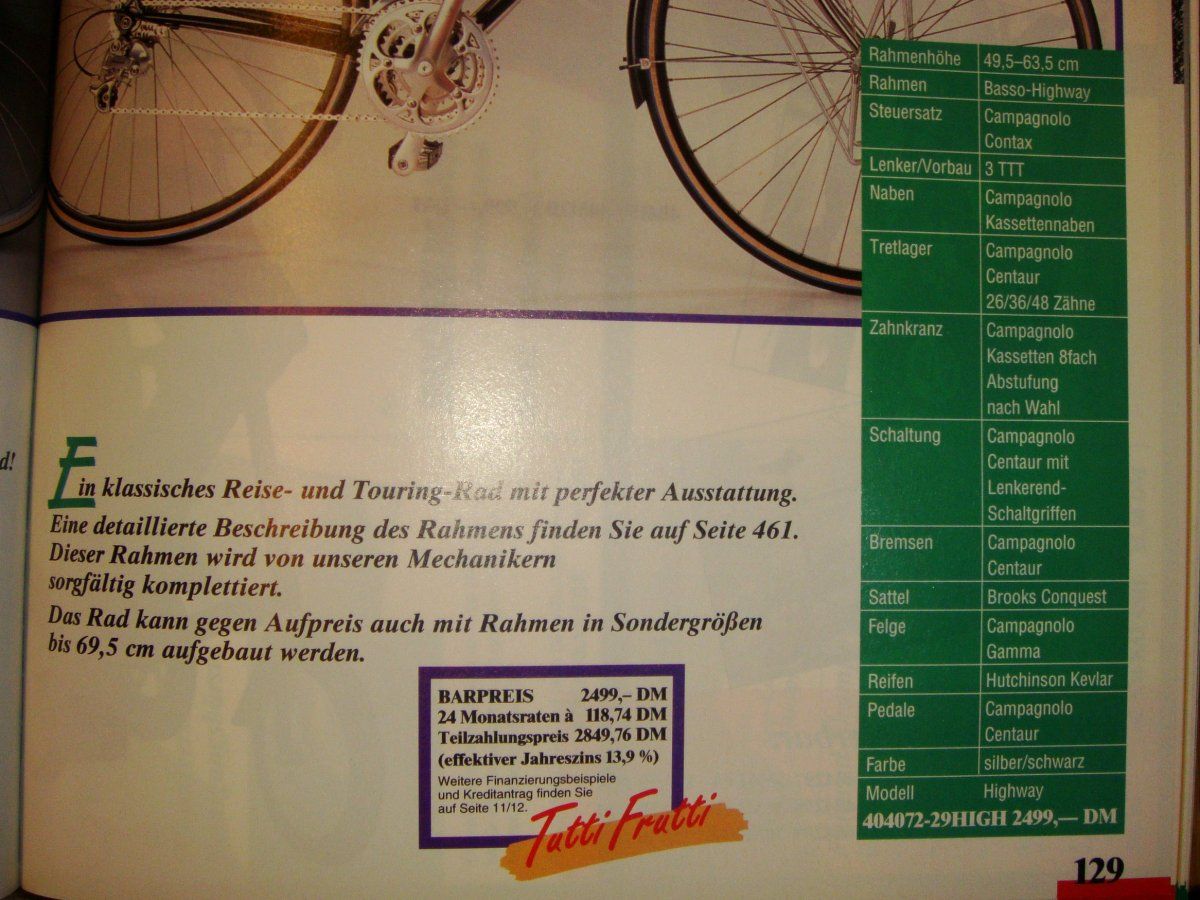 d!
Ein klassisches Reise- und Touring-Rad mit perfekter Ausstattung.
Eine detaillierte Beschreibung des Rahmens finden Sie auf Seite 461.
Dieser Rahmen wird von unseren Mechanikern
sorgfältig komplettiert.
Das Rad kann gegen Aufpreis auch mit Rahmen in Sondergrößen
bis 69,5 cm aufgebaut werden.
BARPREIS 2499,– DM
24 Monatsraten à 118,74 DM
Teilzahlungspreis 2849,76 DM
(effektiver Jahreszins 13,9 %)
Weitere Finanzierungsbeispiele
und Kreditantrag finden Sie
auf Seite 11/12.
Tutti Frutti
Rahmenhöhe 49,5–63,5 cm
Rahmen Basso-Highway
Steuersatz Campagnolo
Contax
Lenker/Vorbau 3 TTT
Naben Campagnolo
Kassettennaben
Tretlager Campagnolo
Centaur
26/36/48 Zähne
Zahnkranz Campagnolo
Kassetten 8fach
Abstufung
nach Wahl
Schaltung Campagnolo
Centaur mit
Lenkerend-
Schaltgriffen
Bremsen Campagnolo
Centaur
Sattel Brooks Conquest
Felge Campagnolo
Gamma
Reifen Hutchinson Kevlar
Pedale Campagnolo
Centaur
Farbe silber/schwarz
Modell Highway
404072-29HIGH 2499,— DM
129